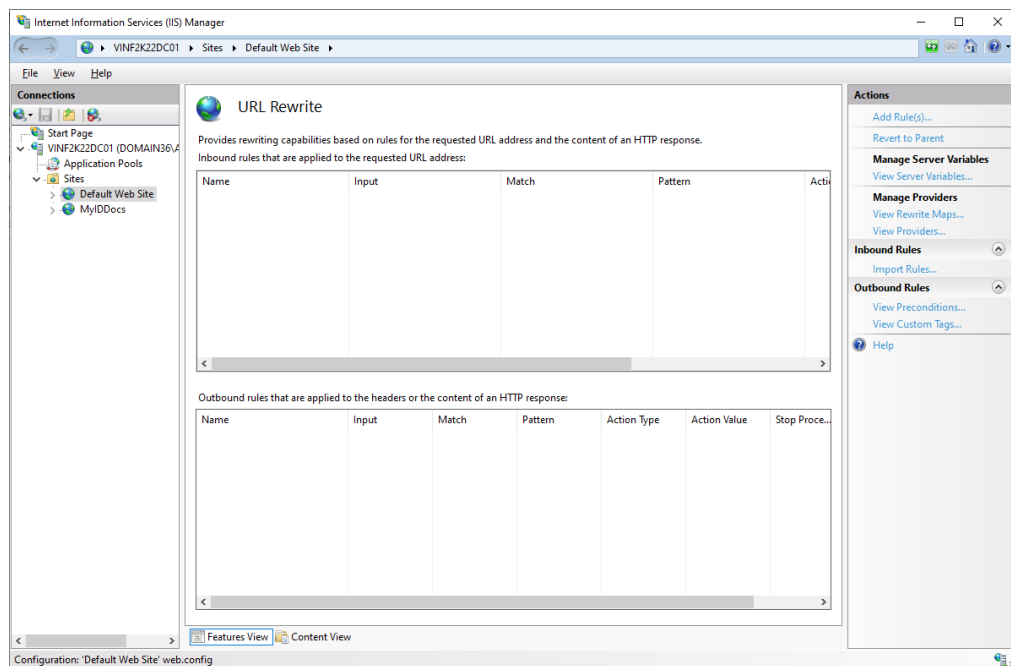 Internet Information Services (IIS) Manager
VINF2K22DC01 Sites Default Web Site
File View Help
Connections
Start Page
VINF2K22DC01 (DOMAIN36\A
Application Pools
Sites
Default Web Site
MyIDDocs
URL Rewrite
Provides rewriting capabilities based on rules for the requested URL address and the content of an HTTP response.
Inbound rules that are applied to the requested URL address:
Name Input Match Pattern Acti
Outbound rules that are applied to the headers or the content of an HTTP response:
Name Input Match Pattern Action Type Action Value Stop Proce...
Features View Content View
Actions
Add Rule(s)...
Revert to Parent
Manage Server Variables
View Server Variables...
Manage Providers
View Rewrite Maps...
View Providers...
Inbound Rules
Import Rules...
Outbound Rules
View Preconditions...
View Custom Tags...
Help
Configuration: 'Default Web Site' web.config